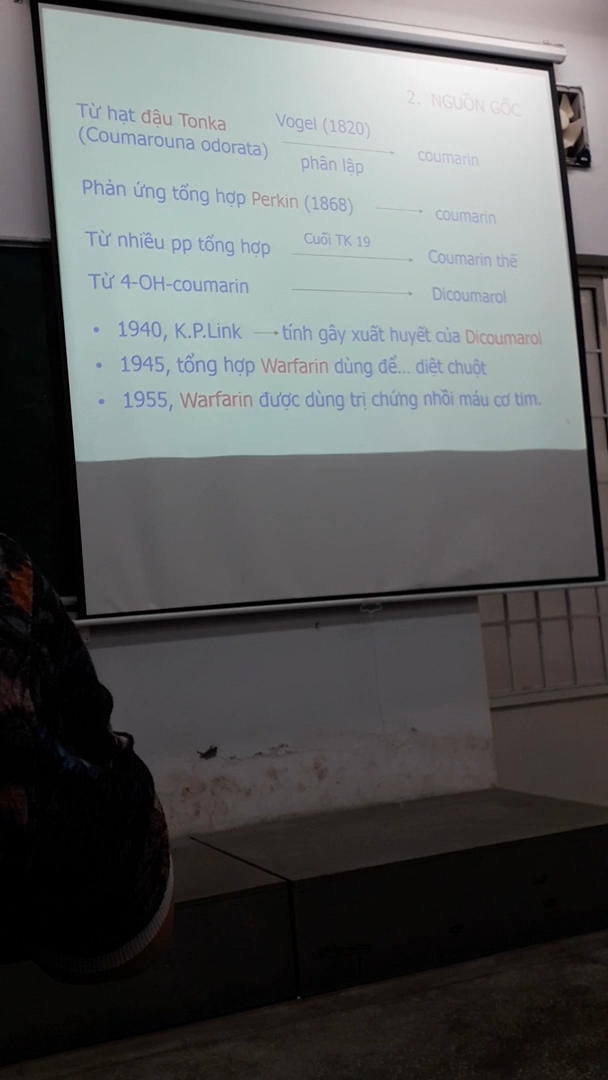 2. NGUỒN GỐC
Từ hạt đậu Tonka
(Coumarouna odorata)
Vogel (1820)
phân lập
coumarin
Phản ứng tổng hợp Perkin (1868) → coumarin
Từ nhiều pp tổng hợp
Cuối TK 19
Coumarin thế
Từ 4-OH-coumarin → Dicoumarol
• 1940, K.P.Link → tính gây xuất huyết của Dicoumarol
• 1945, tổng hợp Warfarin dùng để... diệt chuột
• 1955, Warfarin được dùng trị chứng nhồi máu cơ tim.